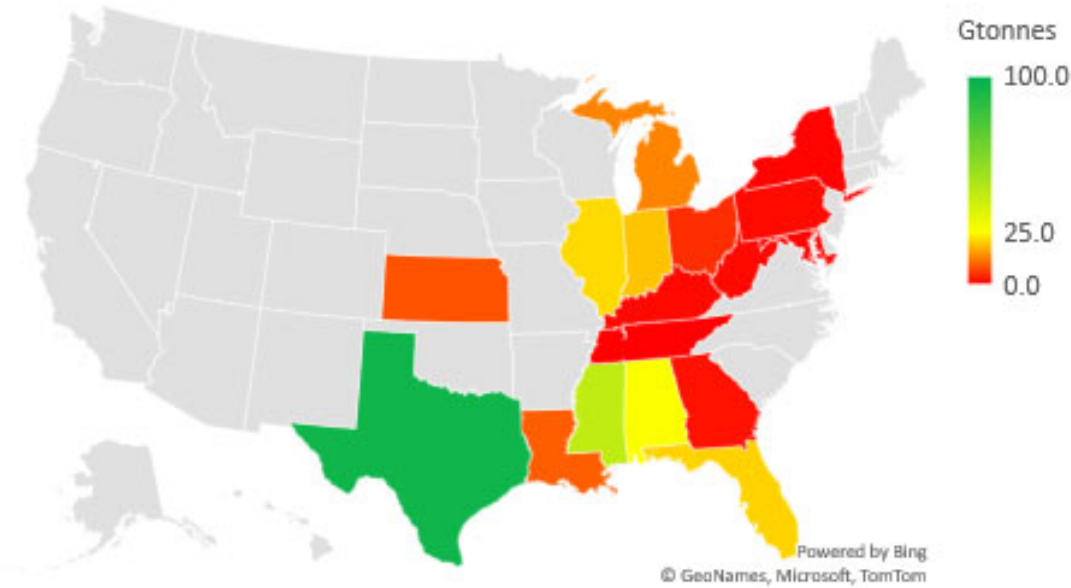 Gtonnes
100.0
25.0
0.0
Powered by Bing
© GeoNames, Microsoft, TomTom